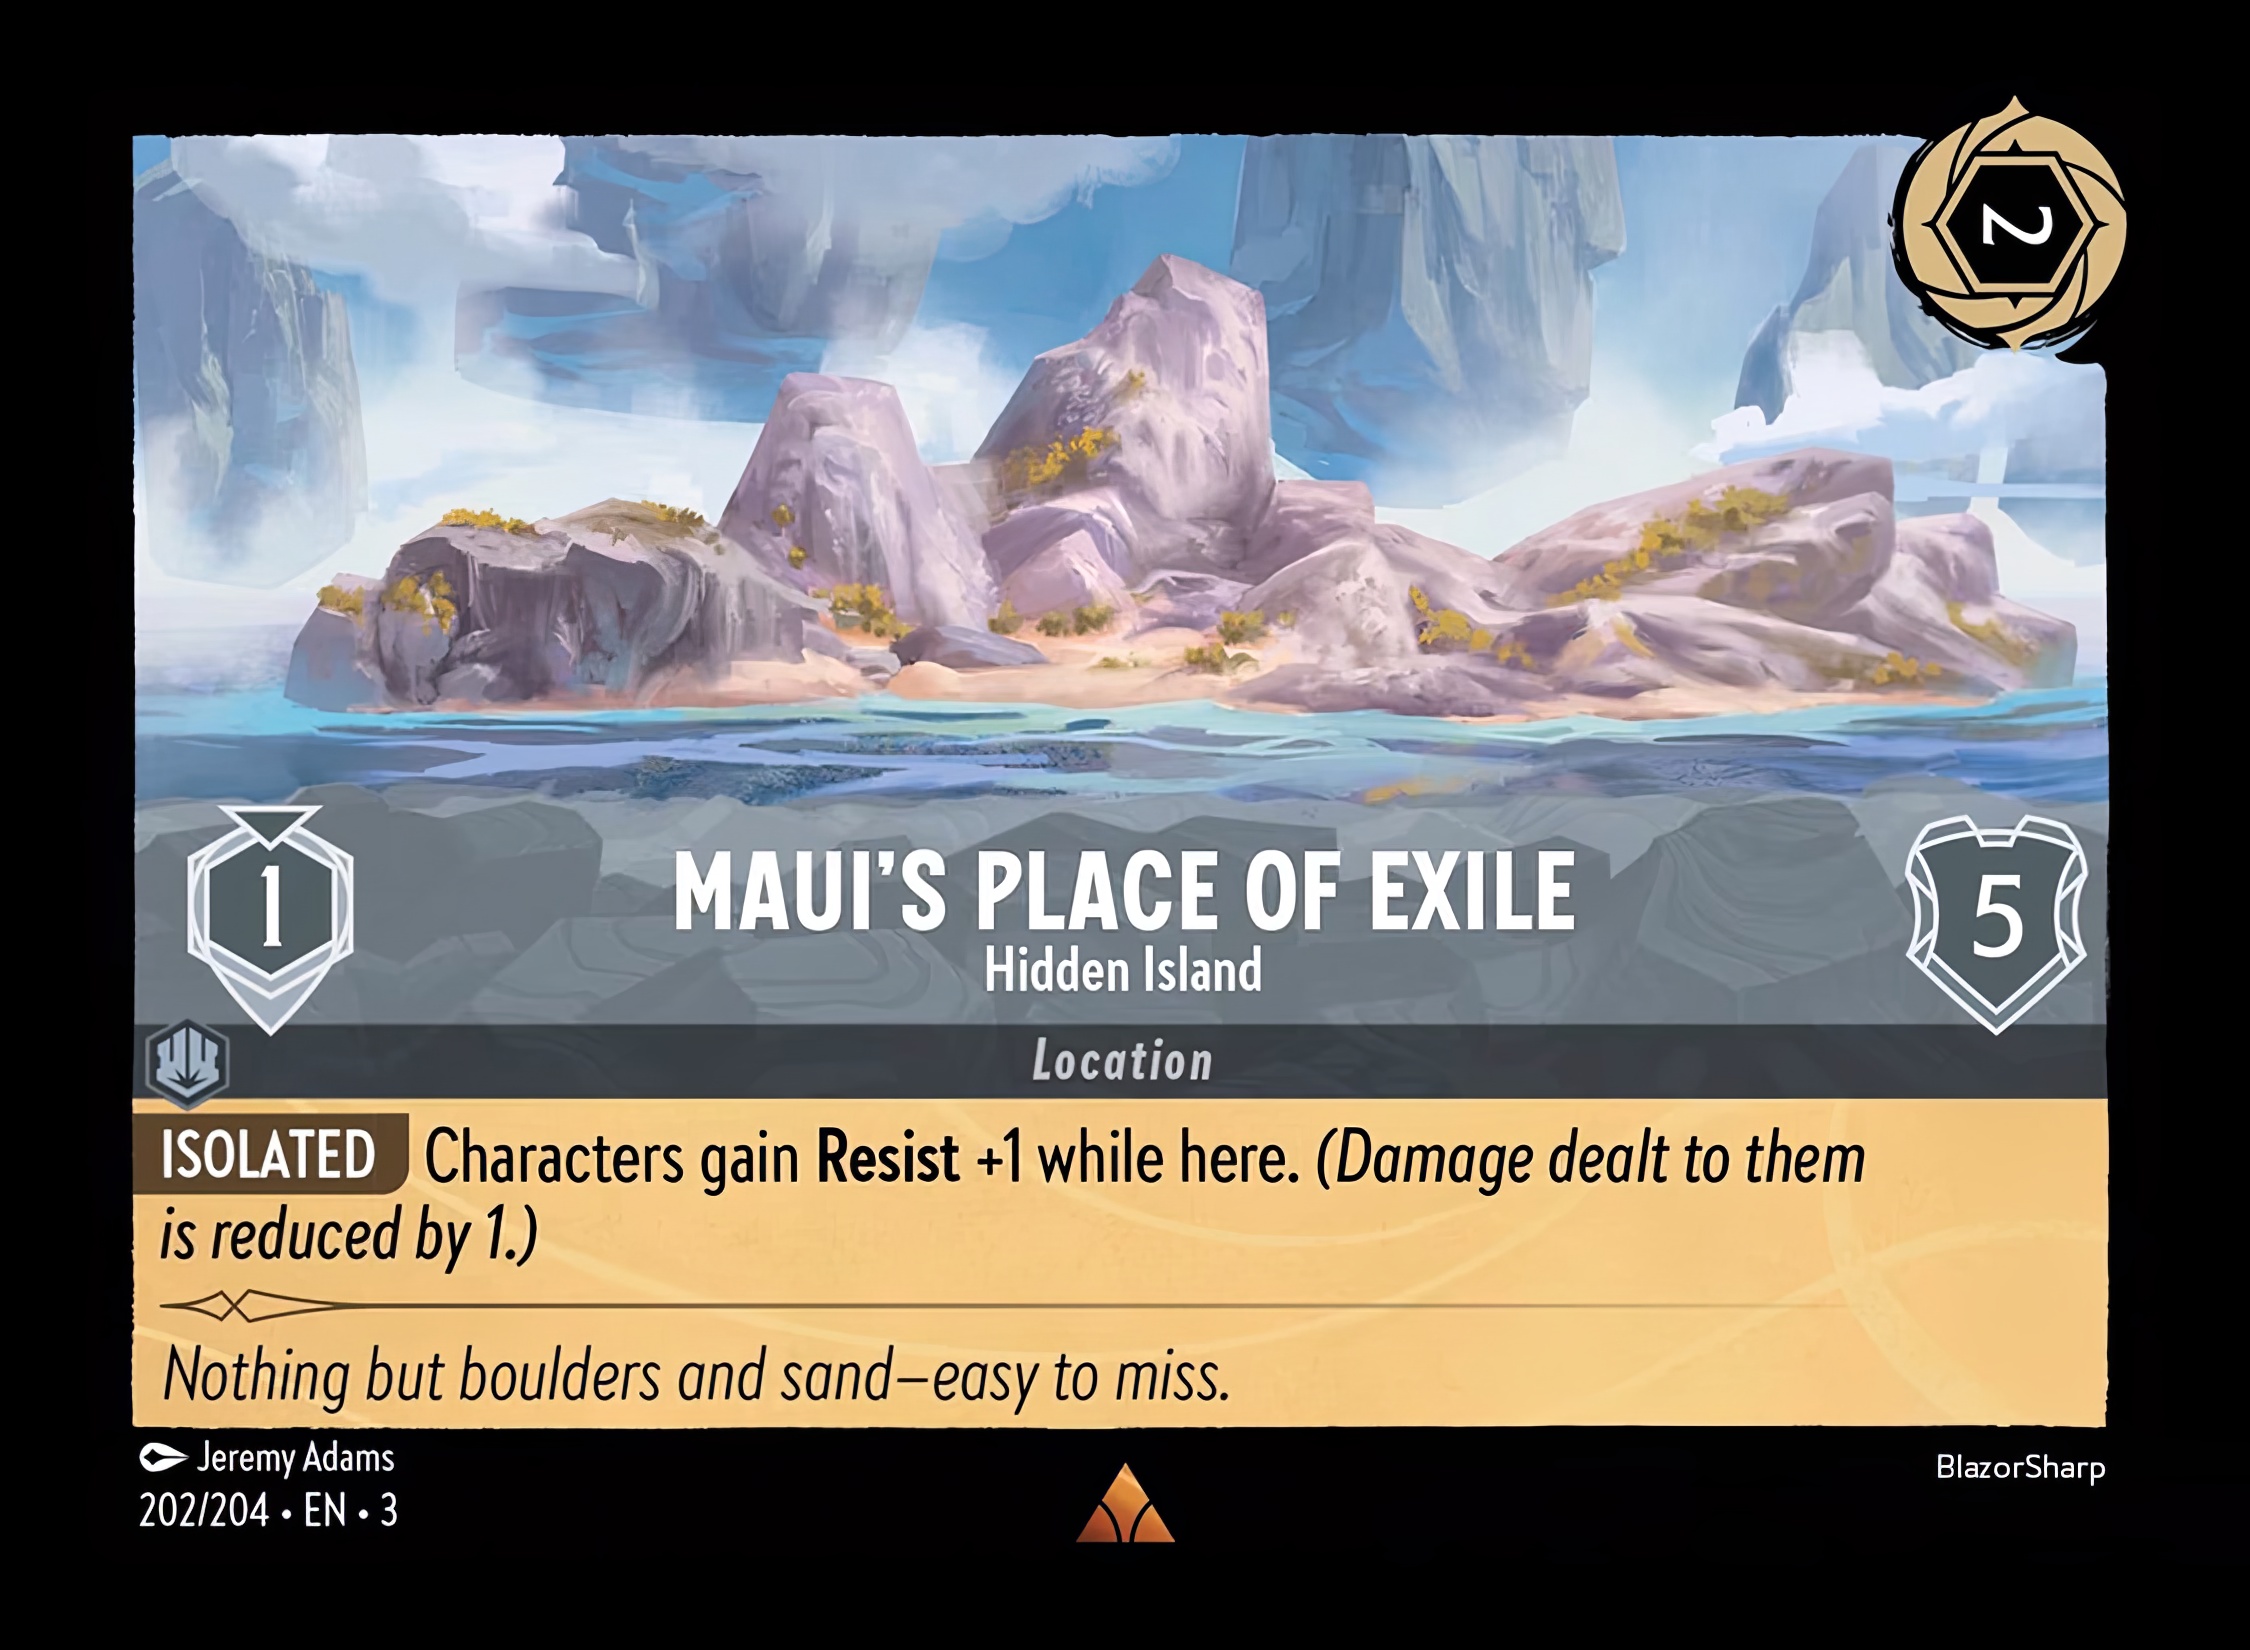 2
1
MAUI'S PLACE OF EXILE
Hidden Island
5
Location
ISOLATED Characters gain Resist +1 while here. (Damage dealt to them
is reduced by 1.)
Nothing but boulders and sand—easy to miss.
Jeremy Adams
202/204 • EN • 3
BlazorSharp